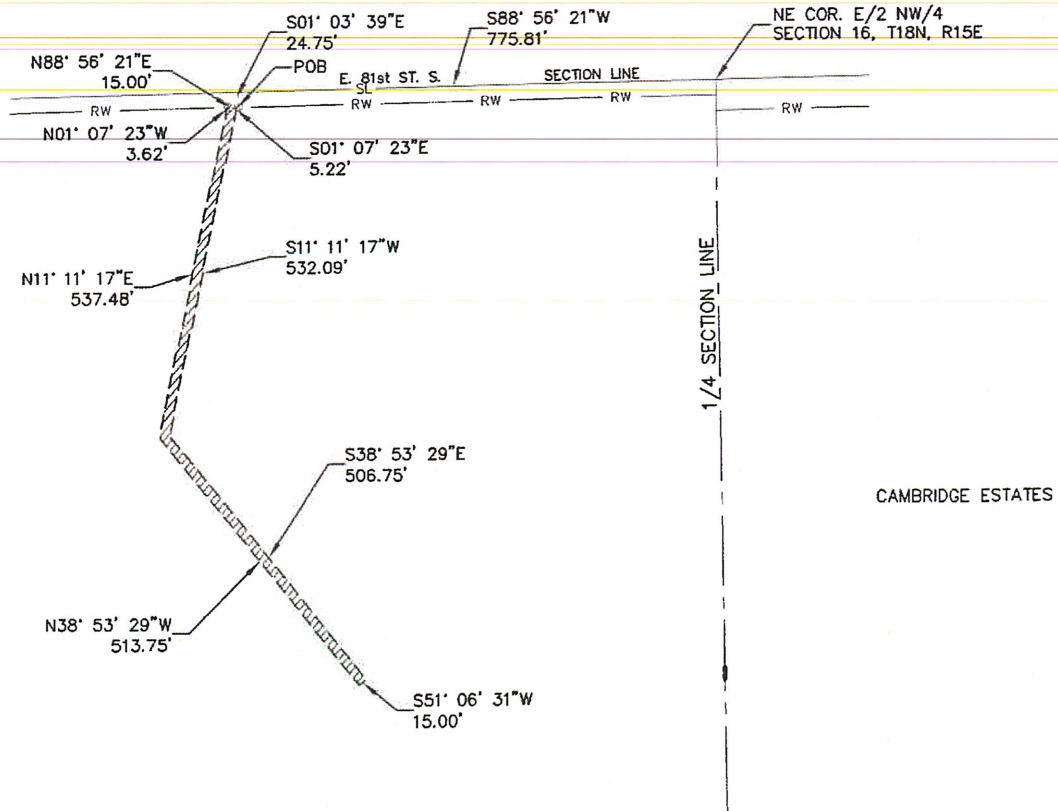 S01° 03' 39"E
24.75'
S88° 56' 21"W
775.81'
NE COR. E/2 NW/4
SECTION 16, T18N, R15E
N88° 56' 21"E
15.00'
POB
E. 81st ST. S.
SECTION LINE
SL
RW
RW
RW
RW
RW
N01° 07' 23"W
3.62'
S01° 07' 23"E
5.22'
S11° 11' 17"W
532.09'
N11° 11' 17"E
537.48'
1/4 SECTION LINE
S38° 53' 29"E
506.75'
CAMBRIDGE ESTATES
N38° 53' 29"W
513.75'
S51° 06' 31"W
15.00'